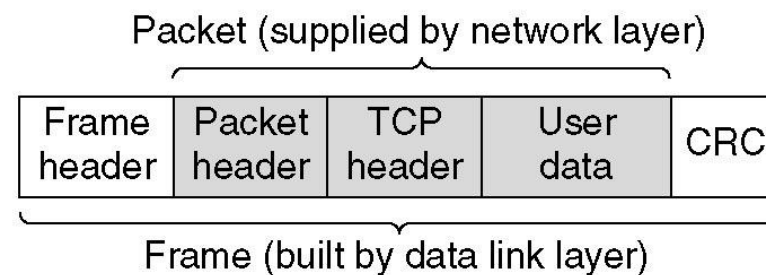 Packet (supplied by network layer)
Frame header
Packet header
TCP header
User data
CRC
Frame (built by data link layer)